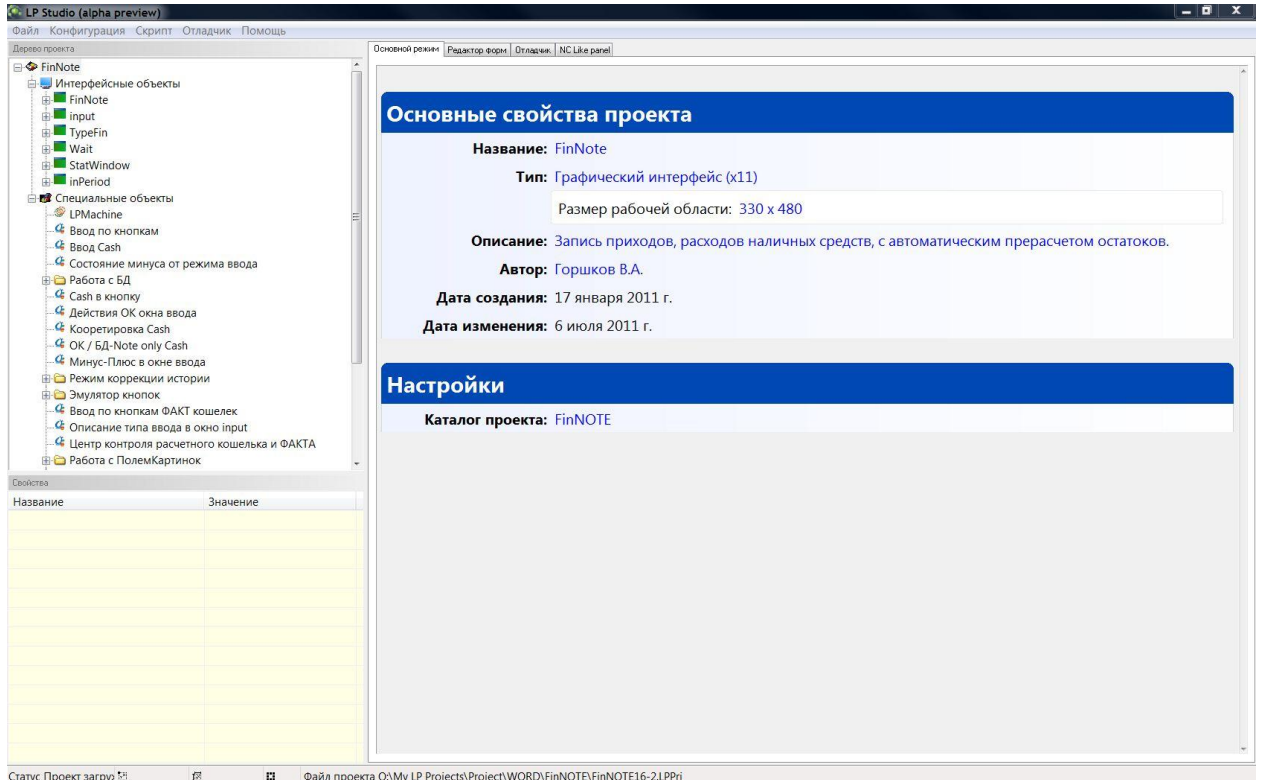 LP Studio (alpha preview)
Файл Конфигурация Скрипт Отладчик Помощь
Дерево проекта
FinNote
Интерфейсные объекты
FinNote
input
TypeFin
Wait
StatWindow
inPeriod
Специальные объекты
LPMachine
Ввод по кнопкам
Ввод Cash
Состояние минуса от режима ввода
Работа с БД
Cash в кнопку
Действия ОК окна ввода
Кооретировка Cash
OK / БД-Note only Cash
Минус-Плюс в окне ввода
Режим коррекции истории
Эмулятор кнопок
Ввод по кнопкам ФАКТ кошелек
Описание типа ввода в окно input
Центр контроля расчетного кошелька и ФАКТА
Работа с ПолемКартинок
Свойства
Название Значение
Основной режим Редактор форм Отладчик NC Like panel
Основные свойства проекта
Название: FinNote
Тип: Графический интерфейс (x11)
Размер рабочей области: 330 x 480
Описание: Запись приходов, расходов наличных средств, с автоматическим прерасчетом остатоков.
Автор: Горшков В.А.
Дата создания: 17 января 2011 г.
Дата изменения: 6 июля 2011 г.
Настройки
Каталог проекта: FinNOTE
Статус Проект загру
Файл проекта O:\My LP Projects\Project\WORD\FinNOTE\FinNOTE16-2.LPPrj